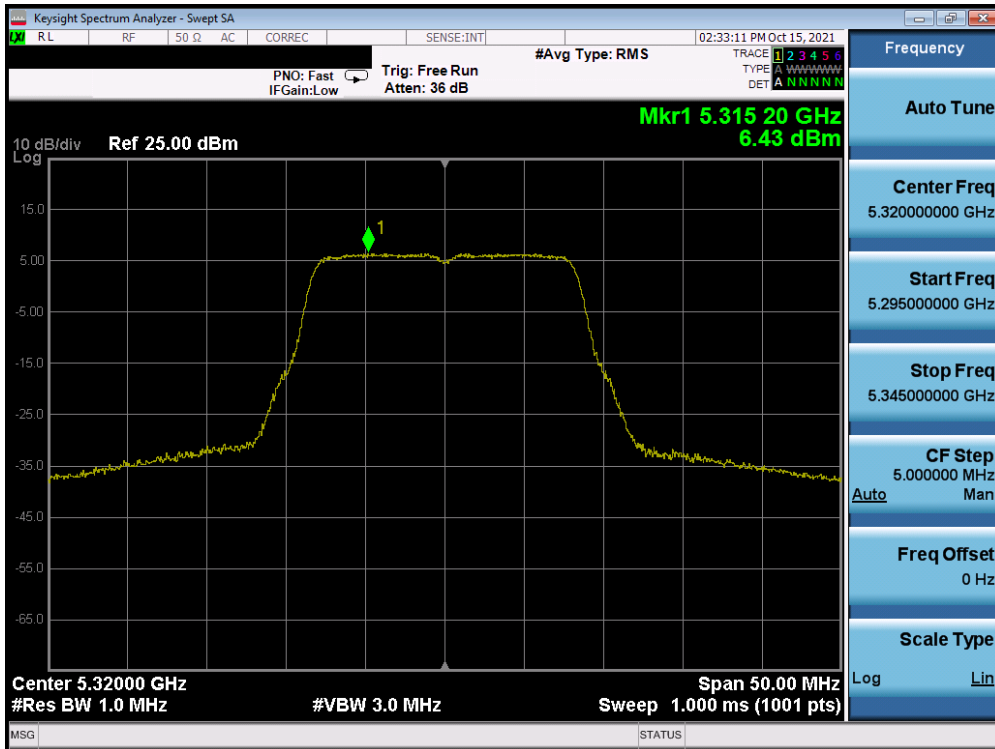 Keysight Spectrum Analyzer - Swept SA
LXI RL RF 50 Ω AC CORREC SENSE:INT 02:33:11 PM Oct 15, 2021
Frequency
#Avg Type: RMS
TRACE 1 2 3 4 5 6
PNO: Fast Trig: Free Run
TYPE A WWWWW
IFGain:Low Atten: 36 dB
DET A N N N N N
Auto Tune
Mkr1 5.315 20 GHz
6.43 dBm
10 dB/div Ref 25.00 dBm
Log
15.0
5.00
-5.00
-15.0
-25.0
-35.0
-45.0
-55.0
-65.0
1
Center Freq
5.320000000 GHz
Start Freq
5.295000000 GHz
Stop Freq
5.345000000 GHz
CF Step
5.000000 MHz
Auto Man
Freq Offset
0 Hz
Scale Type
Log Lin
Center 5.32000 GHz Span 50.00 MHz
#Res BW 1.0 MHz #VBW 3.0 MHz Sweep 1.000 ms (1001 pts)
MSG STATUS